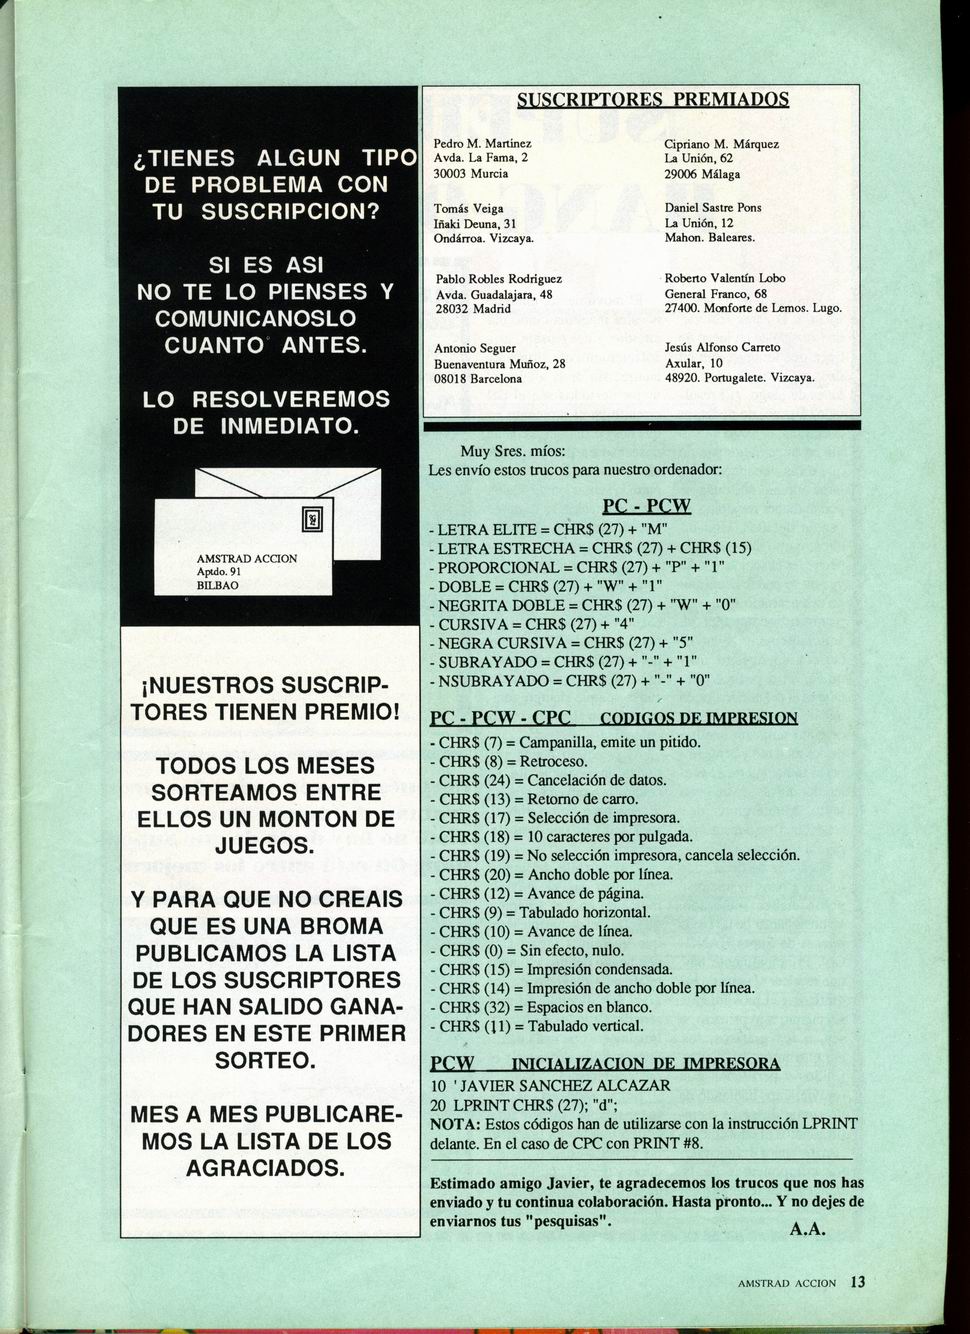 ¿TIENES ALGUN TIPO
DE PROBLEMA CON
TU SUSCRIPCION?
SI ES ASI
NO TE LO PIENSES Y
COMUNICANOSLO
CUANTO ANTES.
LO RESOLVEREMOS
DE INMEDIATO.
AMSTRAD ACCION
Aptdo. 91
BILBAO
¡NUESTROS SUSCRIP-
TORES TIENEN PREMIO!
TODOS LOS MESES
SORTEAMOS ENTRE
ELLOS UN MONTON DE
JUEGOS.
Y PARA QUE NO CREAIS
QUE ES UNA BROMA
PUBLICAMOS LA LISTA
DE LOS SUSCRIPTORES
QUE HAN SALIDO GANA-
DORES EN ESTE PRIMER
SORTEO.
MES A MES PUBLICARE-
MOS LA LISTA DE LOS
AGRACIADOS.
SUSCRIPTORES PREMIADOS
Pedro M. Martínez
Avda. La Fama, 2
30003 Murcia
Tomás Veiga
Iñaki Deuna, 31
Ondárroa. Vizcaya.
Pablo Robles Rodriguez
Avda. Guadalajara, 48
28032 Madrid
Antonio Seguer
Buenaventura Muñoz, 28
08018 Barcelona
Cipriano M. Márquez
La Unión, 62
29006 Málaga
Daniel Sastre Pons
La Unión, 12
Mahon. Baleares.
Roberto Valentín Lobo
General Franco, 68
27400. Monforte de Lemos. Lugo.
Jesús Alfonso Carreto
Axular, 10
48920. Portugalete. Vizcaya.
Muy Sres. míos:
Les envío estos trucos para nuestro ordenador:
PC - PCW
- LETRA ELITE = CHR$ (27) + "M"
- LETRA ESTRECHA = CHR$ (27) + CHR$ (15)
- PROPORCIONAL = CHR$ (27) + "P" + "1"
- DOBLE = CHR$ (27) + "W" + "1"
- NEGRITA DOBLE = CHR$ (27) + "W" + "0"
- CURSIVA = CHR$ (27) + "4"
- NEGRA CURSIVA = CHR$ (27) + "5"
- SUBRAYADO = CHR$ (27) + "-" + "1"
- NSUBRAYADO = CHR$ (27) + "-" + "0"
PC - PCW - CPC CODIGOS DE IMPRESION
- CHR$ (7) = Campanilla, emite un pitido.
- CHR$ (8) = Retroceso.
- CHR$ (24) = Cancelación de datos.
- CHR$ (13) = Retorno de carro.
- CHR$ (17) = Selección de impresora.
- CHR$ (18) = 10 caracteres por pulgada.
- CHR$ (19) = No selección impresora, cancela selección.
- CHR$ (20) = Ancho doble por línea.
- CHR$ (12) = Avance de página.
- CHR$ (9) = Tabulado horizontal.
- CHR$ (10) = Avance de línea.
- CHR$ (0) = Sin efecto, nulo.
- CHR$ (15) = Impresión condensada.
- CHR$ (14) = Impresión de ancho doble por línea.
- CHR$ (32) = Espacios en blanco.
- CHR$ (11) = Tabulado vertical.
PCW INICIALIZACION DE IMPRESORA
10 ' JAVIER SANCHEZ ALCAZAR
20 LPRINT CHR$ (27); "d";
NOTA: Estos códigos han de utilizarse con la instrucción LPRINT
delante. En el caso de CPC con PRINT #8.
Estimado amigo Javier, te agradecemos los trucos que nos has
enviado y tu continua colaboración. Hasta pronto... Y no dejes de
enviarnos tus "pesquisas".
A.A.
AMSTRAD ACCION 13